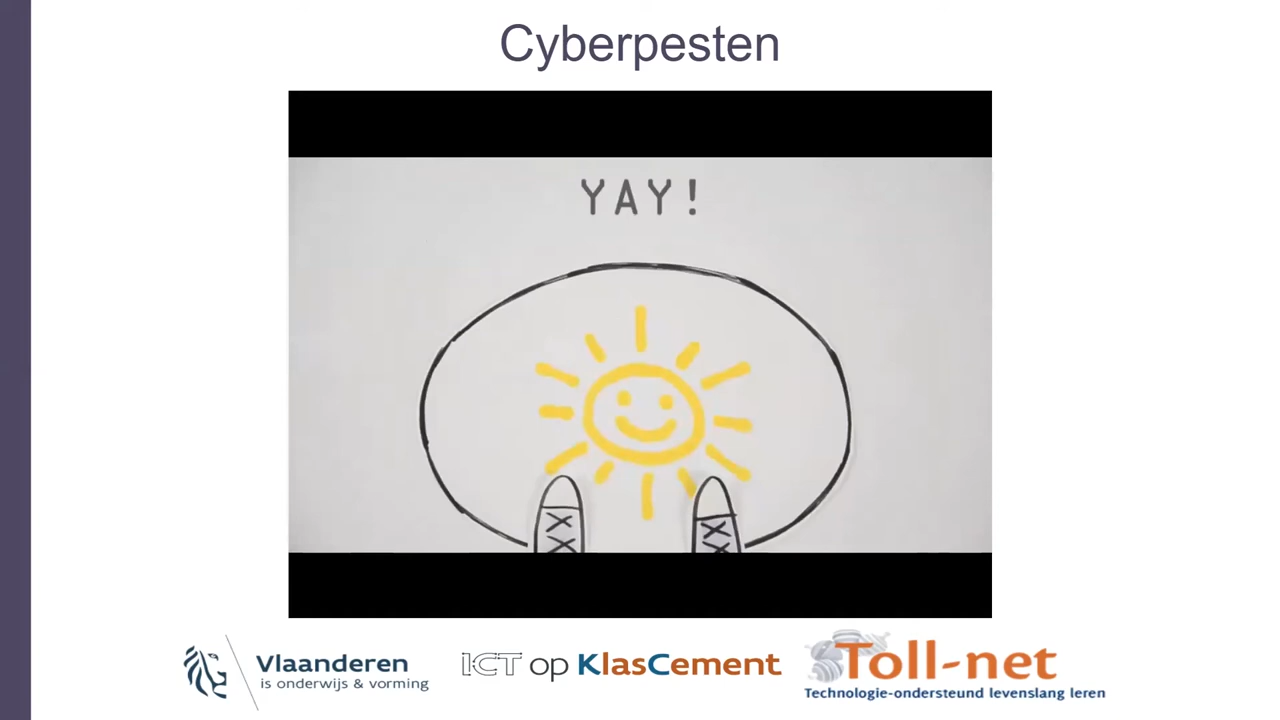 Cyberpesten
YAY!
Vlaanderen
is onderwijs & vorming
ICT op KlasCement
Toll-net
Technologie-ondersteund levenslang leren